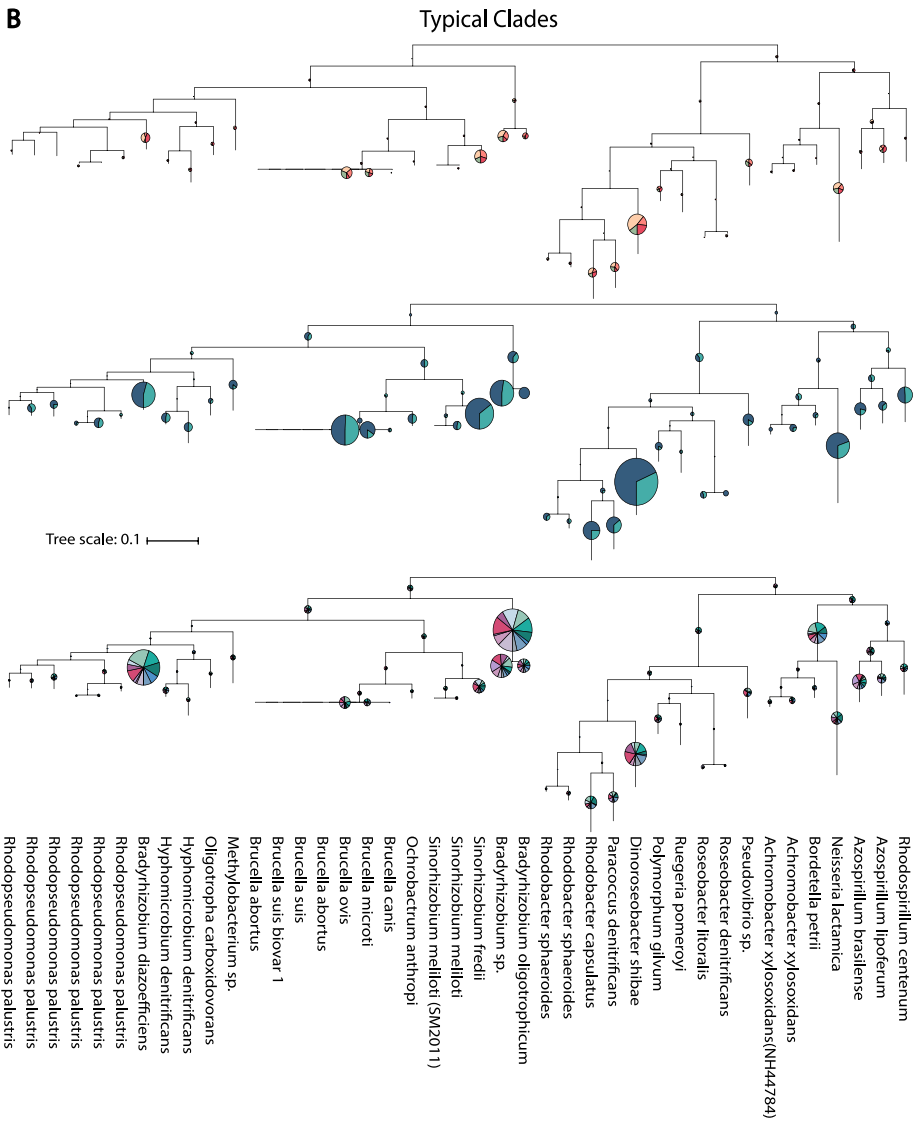 B
Typical Clades
Tree scale: 0.1
Rhodopseudomonas palustris
Rhodopseudomonas palustris
Rhodopseudomonas palustris
Rhodopseudomonas palustris
Rhodopseudomonas palustris
Rhodopseudomonas palustris
Bradyrhizobium diazoefficiens
Hyphomicrobium denitrificans
Hyphomicrobium denitrificans
Oligotropha carboxidovorans
Methylobacterium sp.
Brucella abortus
Brucella suis biovar 1
Brucella suis
Brucella abortus
Brucella ovis
Brucella microti
Brucella canis
Ochrobactrum anthropi
Sinorhizobium meliloti (SM2011)
Sinorhizobium meliloti
Sinorhizobium fredii
Bradyrhizobium sp.
Bradyrhizobium oligotrophicum
Rhodobacter sphaeroides
Rhodobacter sphaeroides
Rhodobacter capsulatus
Paracoccus denitrificans
Dinoroseobacter shibae
Polymorphum gilvum
Ruegeria pomeroyi
Roseobacter litoralis
Roseobacter denitrificans
Pseudovibrio sp.
Achromobacter xylosoxidans(NH44784)
Achromobacter xylosoxidans
Bordetella petrii
Neisseria lactamica
Azospirillum brasilense
Azospirillum lipoferum
Rhodospirillum centenum